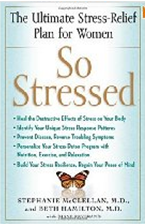 The Ultimate Stress-Relief
Plan for Women
So
Stressed
• Heal the Destructive Effects of Stress on Your Body
• Identify Your Unique Stress Response Patterns
• Prevent Disease, Reverse Troubling Symptoms
• Personalize Your Stress Detox Program with
Nutrition, Exercise, and Relaxation
• Build Your Stress Resilience, Regain Your Peace of Mind
STEPHANIE McCLELLAN, M.D.,
AND BETH HAMILTON, M.D.